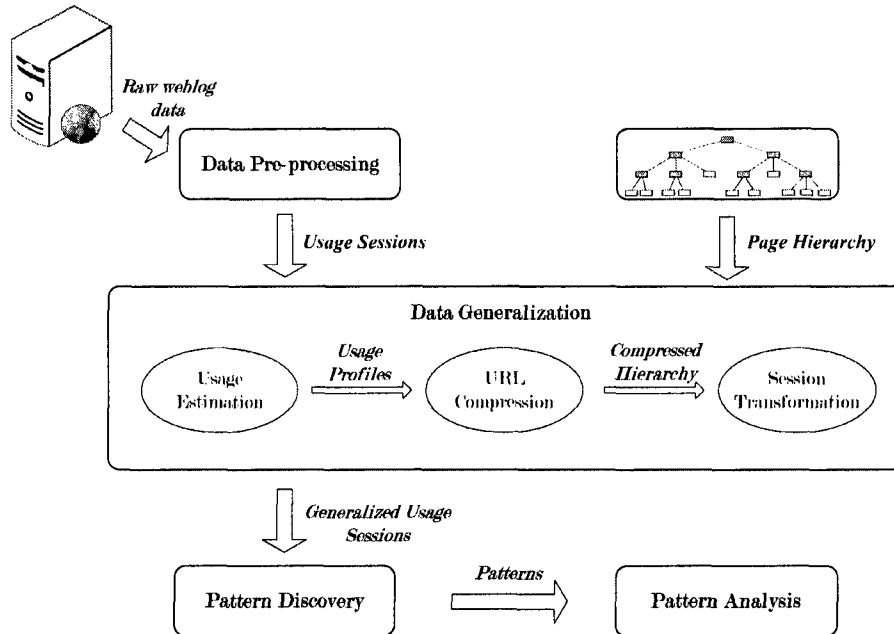 Raw weblog
data
Data Pre-processing
Usage Sessions
Page Hierarchy
Data Generalization
Usage
Estimation
Usage
Profiles
URL
Compression
Compressed
Hierarchy
Session
Transformation
Generalized Usage
Sessions
Pattern Discovery
Patterns
Pattern Analysis